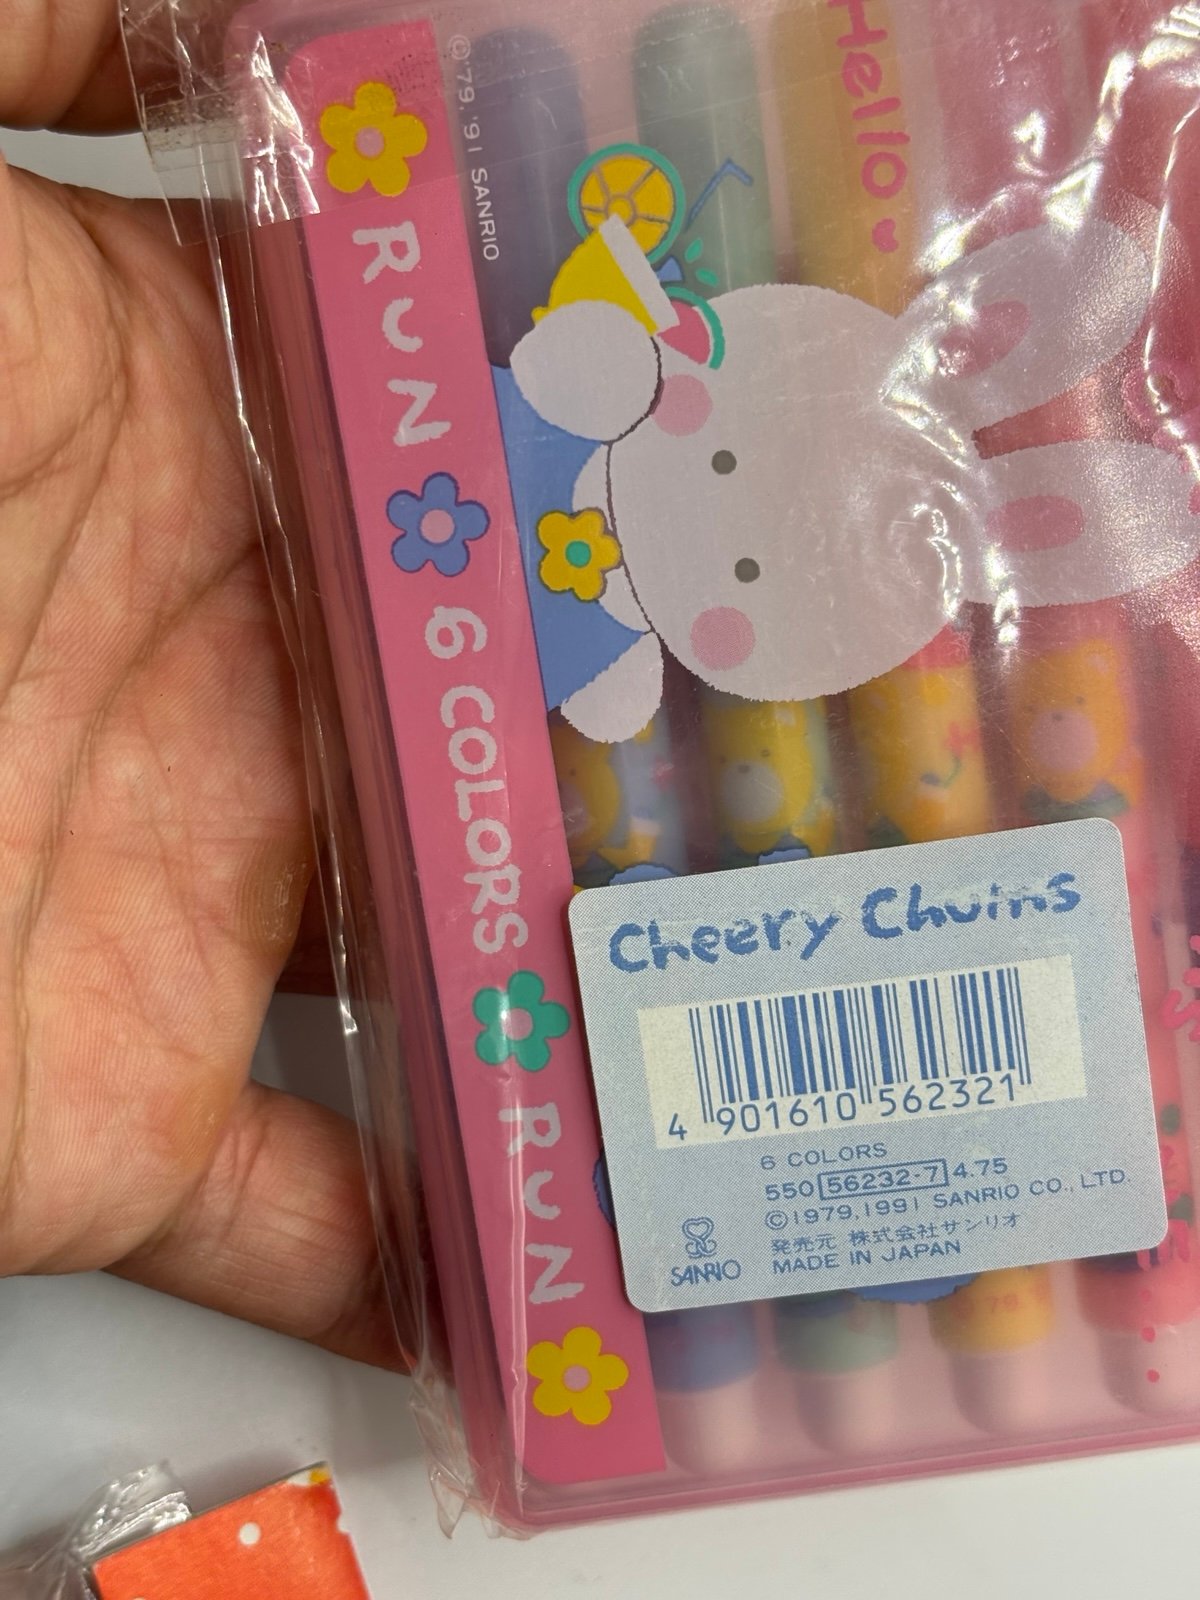 ©'79, '91 SANRIO
Hello
RUN 6 COLORS RUN
Cheery Chums
4 901610 562321
6 COLORS
550 56232-7 4.75
©1979,1991 SANRIO CO., LTD.
発売元 株式会社サンリオ
MADE IN JAPAN
SANRIO